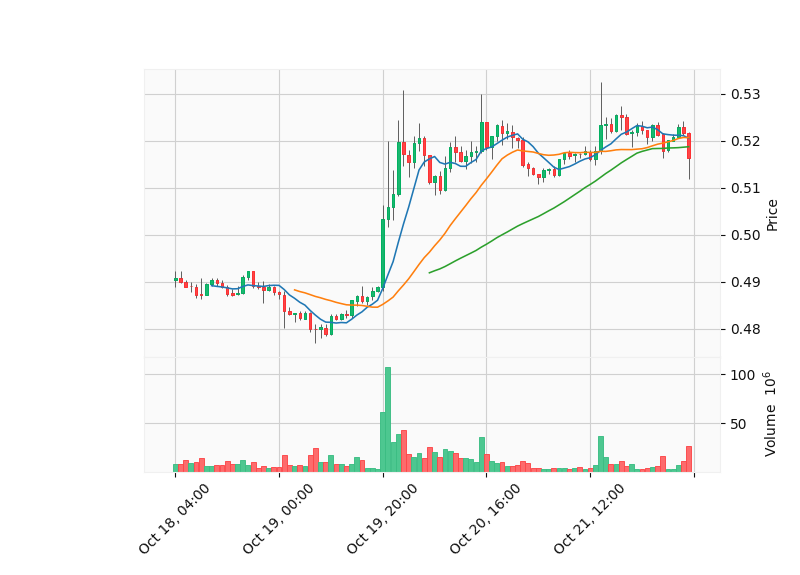 0.53
0.52
0.51
0.50
0.49
0.48
Price
100
50
Volume 10^6
Oct 18, 04:00
Oct 19, 00:00
Oct 19, 20:00
Oct 20, 16:00
Oct 21, 12:00